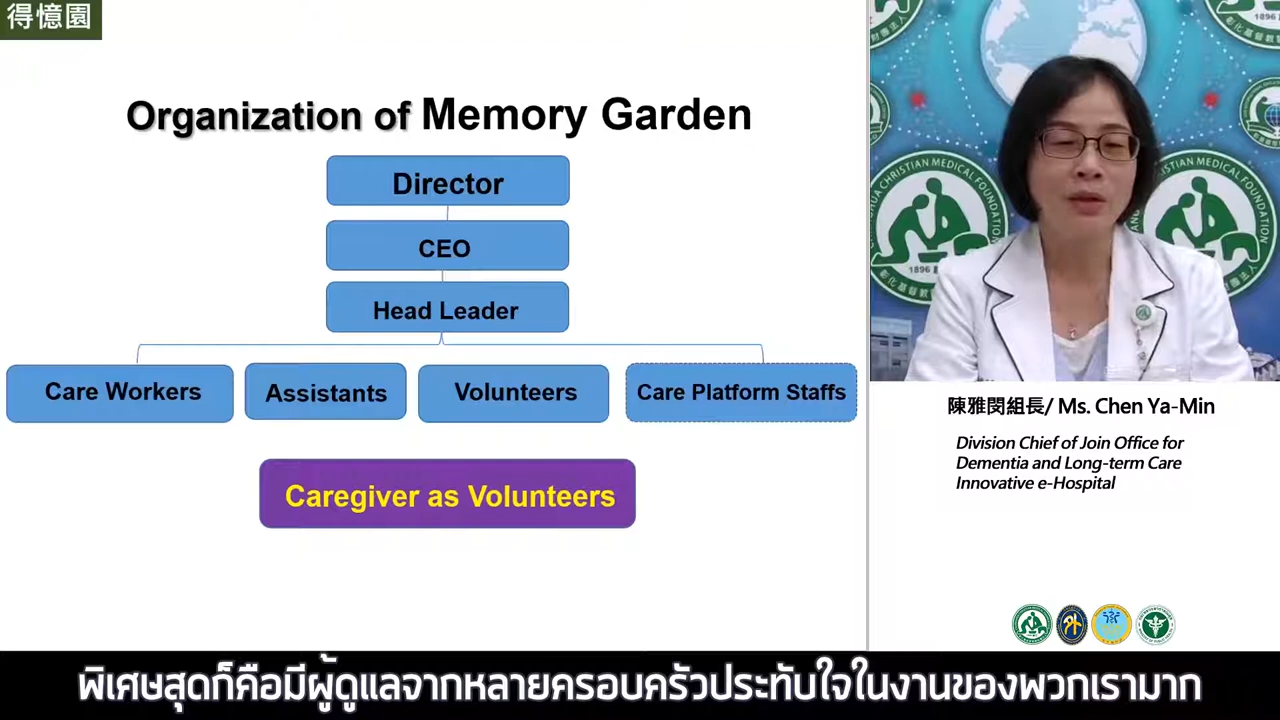 得憶園
Organization of Memory Garden
Director
CEO
Head Leader
Care Workers
Assistants
Volunteers
Care Platform Staffs
Caregiver as Volunteers
CHRISTIAN MEDICAL FOUNDATION
1896
陳雅閔組長/ Ms. Chen Ya-Min
Division Chief of Join Office for
Dementia and Long-term Care
Innovative e-Hospital
พิเศษสุดก็คือมีผู้ดูแลจากหลายครอบครัวประทับใจในงานของพวกเรามาก